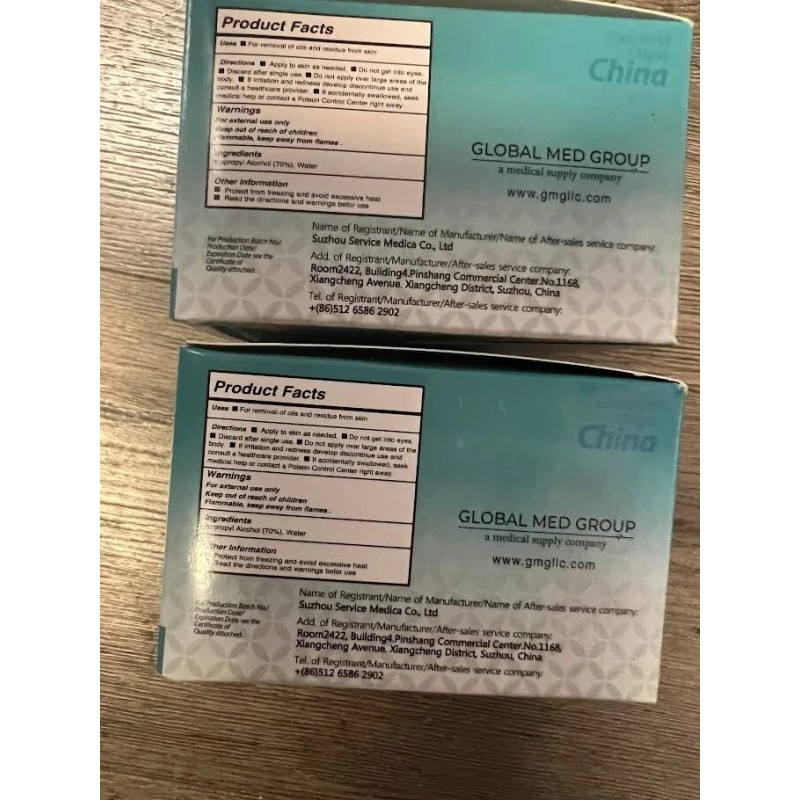 Product Facts
Uses ■ For removal of oils and residue from skin
Directions ■ Apply to skin as needed. ■ Do not get into eyes.
■ Discard after single use. ■ Do not apply over large areas of the
body. ■ If irritation and redness develop discontinue use and
consult a healthcare provider. ■ If accidentally swallowed, seek
medical help or contact a Poison Control Center right away.
Warnings
For external use only
Keep out of reach of children
Flammable, keep away from flames.
Ingredients
Isopropyl Alcohol (70%), Water
Other Information
■ Protect from freezing and avoid excessive heat
■ Read the directions and warnings befor use
China
GLOBAL MED GROUP
a medical supply company
www.gmgllc.com
For Production Batch No./
Production Date/
Expiration Date see the
Certificate of
Quality attached.
Name of Registrant/Name of Manufacturer/Name of After-sales service company:
Suzhou Service Medica Co., Ltd
Add. of Registrant/Manufacturer/After-sales service company:
Room2422, Building4.Pinshang Commercial Center.No.1168,
Xiangcheng Avenue. Xiangcheng District, Suzhou, China
Tel. of Registrant/Manufacturer/After-sales service company:
+(86)512 6586 2902
Product Facts
Uses ■ For removal of oils and residue from skin
Directions ■ Apply to skin as needed. ■ Do not get into eyes.
■ Discard after single use. ■ Do not apply over large areas of the
body. ■ If irritation and redness develop discontinue use and
consult a healthcare provider. ■ If accidentally swallowed, seek
medical help or contact a Poison Control Center right away.
Warnings
For external use only
Keep out of reach of children
Flammable, keep away from flames.
Ingredients
Isopropyl Alcohol (70%), Water
Other Information
Protect from freezing and avoid excessive heat
Read the directions and warnings befor use
China
GLOBAL MED GROUP
a medical supply company
www.gmgllc.com
For Production Batch No./
Production Date/
Expiration Date see the
Certificate of
Quality attached.
Name of Registrant/Name of Manufacturer/Name of After-sales service company:
Suzhou Service Medica Co., Ltd
Add. of Registrant/Manufacturer/After-sales service company:
Room2422, Building4.Pinshang Commercial Center.No.1168,
Xiangcheng Avenue. Xiangcheng District, Suzhou, China
Tel. of Registrant/Manufacturer/After-sales service company:
+(86)512 6586 2902